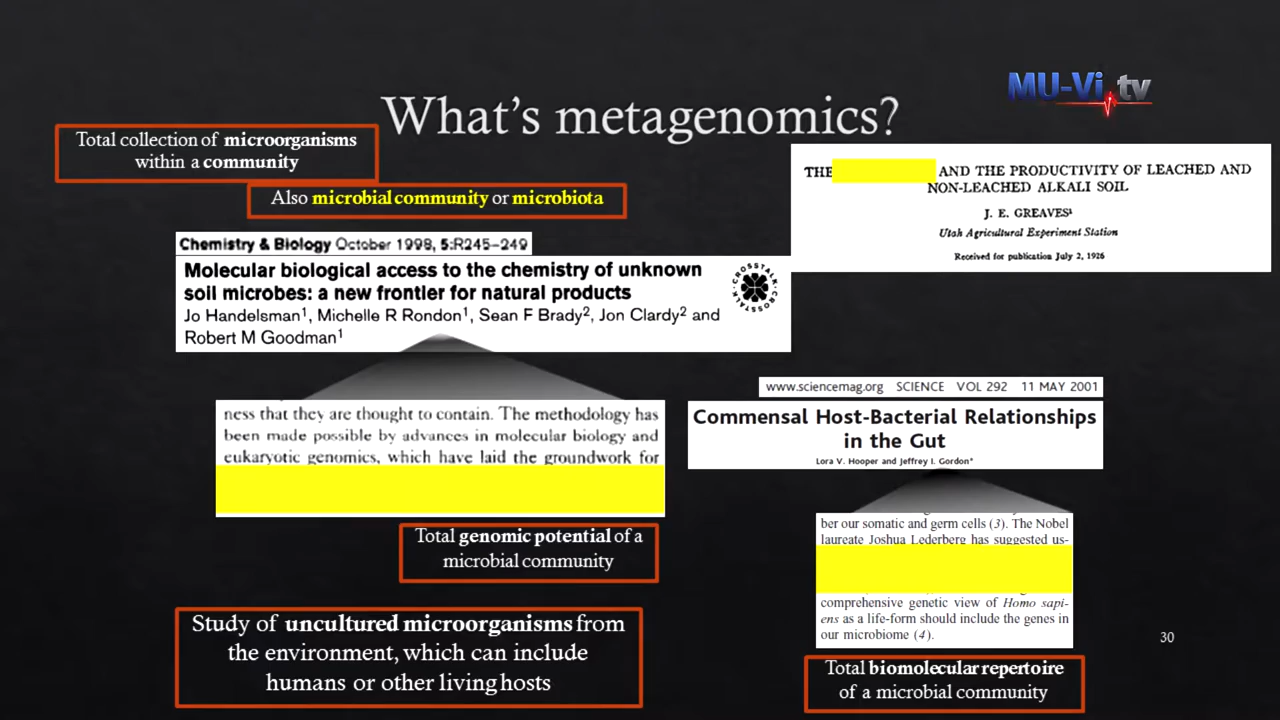 MU-Vi.tv
What's metagenomics?
Total collection of microorganisms
within a community
Also microbial community or microbiota
THE AND THE PRODUCTIVITY OF LEACHED AND
NON-LEACHED ALKALI SOIL
J. E. GREAVES¹
Utah Agricultural Experiment Station
Received for publication July 2, 1926
Chemistry & Biology October 1998, 5:R245–249
Molecular biological access to the chemistry of unknown
soil microbes: a new frontier for natural products
Jo Handelsman¹, Michelle R Rondon¹, Sean F Brady², Jon Clardy² and
Robert M Goodman¹
CROSSTALK · CROSSTALK ·
ness that they are thought to contain. The methodology has
been made possible by advances in molecular biology and
eukaryotic genomics, which have laid the groundwork for
Total genomic potential of a
microbial community
www.sciencemag.org SCIENCE VOL 292 11 MAY 2001
Commensal Host-Bacterial Relationships
in the Gut
Lora V. Hooper and Jeffrey I. Gordon*
ber our somatic and germ cells (3). The Nobel
laureate Joshua Lederberg has suggested us-
comprehensive genetic view of Homo sapi-
ens as a life-form should include the genes in
our microbiome (4).
Total biomolecular repertoire
of a microbial community
Study of uncultured microorganisms from
the environment, which can include
humans or other living hosts
30